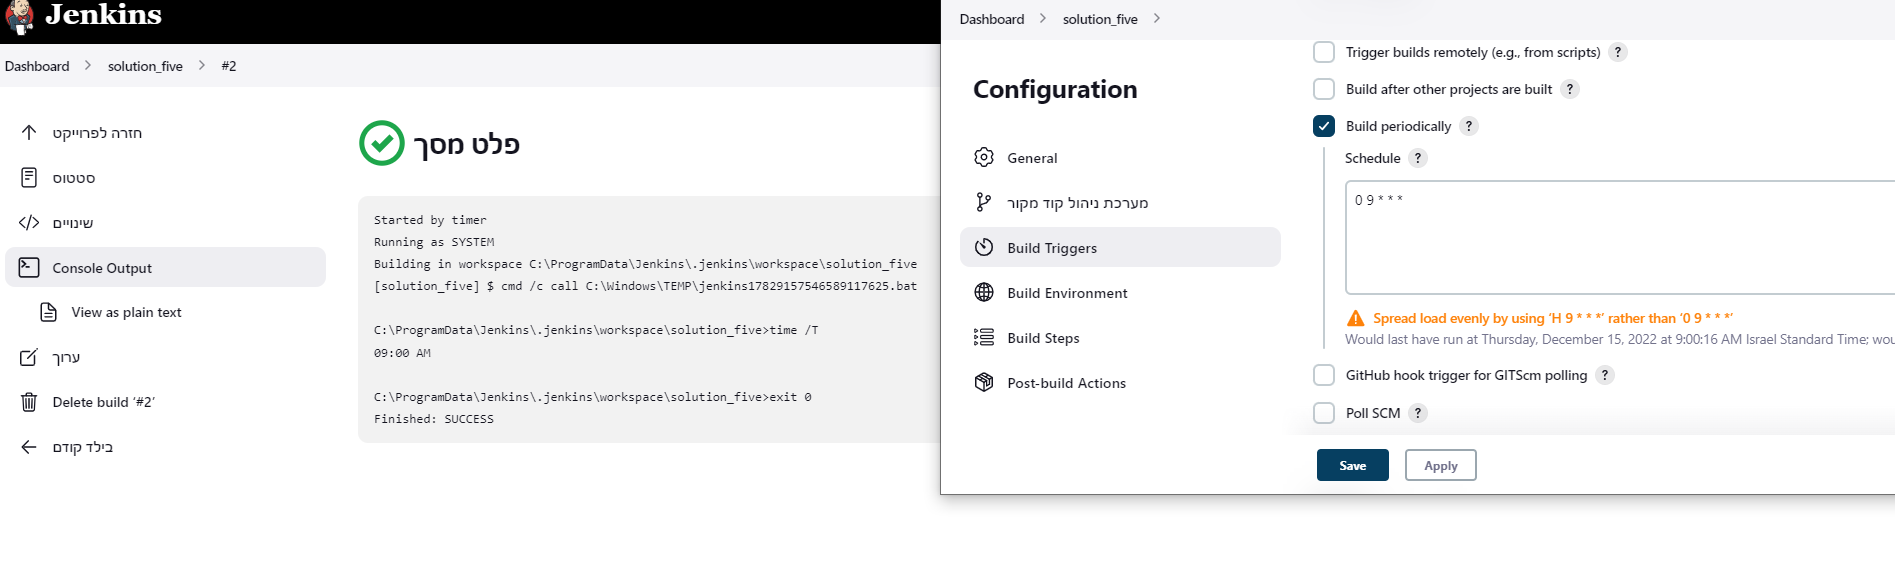 Jenkins
Dashboard > solution_five > #2
חזרה לפרוייקט
סטטוס
שינויים
Console Output
View as plain text
ערוך
Delete build ‘#2’
בילד קודם
פלט מסך
Started by timer
Running as SYSTEM
Building in workspace C:\ProgramData\Jenkins\.jenkins\workspace\solution_five
[solution_five] $ cmd /c call C:\Windows\TEMP\jenkins17829157546589117625.bat
C:\ProgramData\Jenkins\.jenkins\workspace\solution_five>time /T
09:00 AM
C:\ProgramData\Jenkins\.jenkins\workspace\solution_five>exit 0
Finished: SUCCESS
Dashboard > solution_five >
Configuration
General
מערכת ניהול קוד מקור
Build Triggers
Build Environment
Build Steps
Post-build Actions
Trigger builds remotely (e.g., from scripts) ?
Build after other projects are built ?
Build periodically ?
Schedule ?
0 9 * * *
Spread load evenly by using ‘H 9 * * *’ rather than ‘0 9 * * *’
Would last have run at Thursday, December 15, 2022 at 9:00:16 AM Israel Standard Time;
GitHub hook trigger for GITScm polling ?
Poll SCM ?
Save
Apply